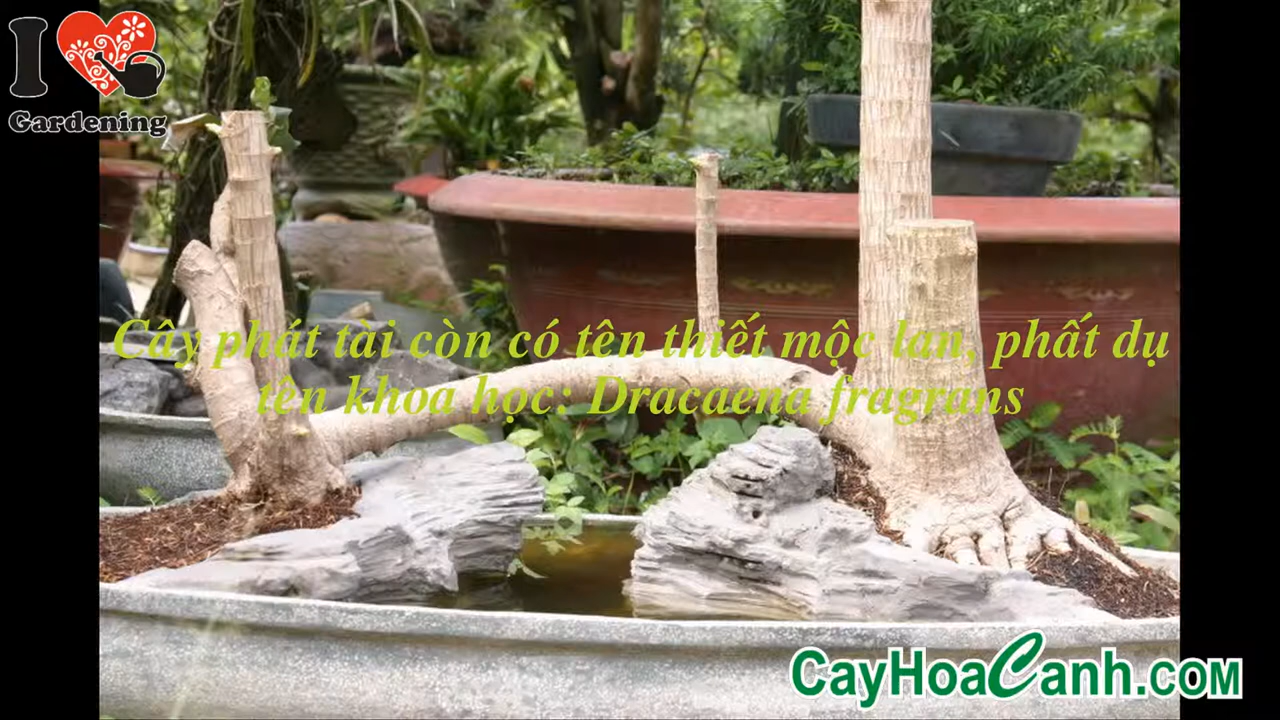 I
Gardening
Cây phát tài còn có tên thiết mộc lan, phất dụ
tên khoa học: Dracaena fragrans
CayHoaCanh.com